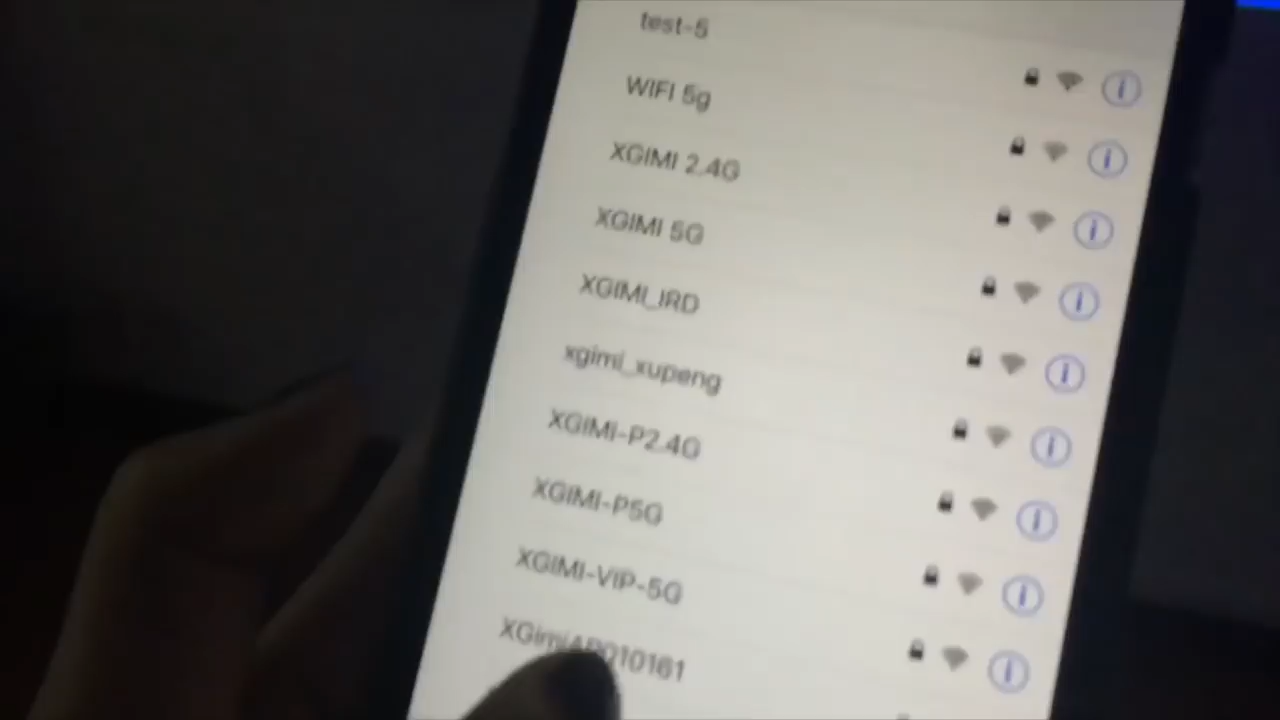 test-5
WIFI 5g
XGIMI 2.4G
XGIMI 5G
XGIMI_IRD
xgimi_xupeng
XGIMI-P2.4G
XGIMI-P5G
XGIMI-VIP-5G